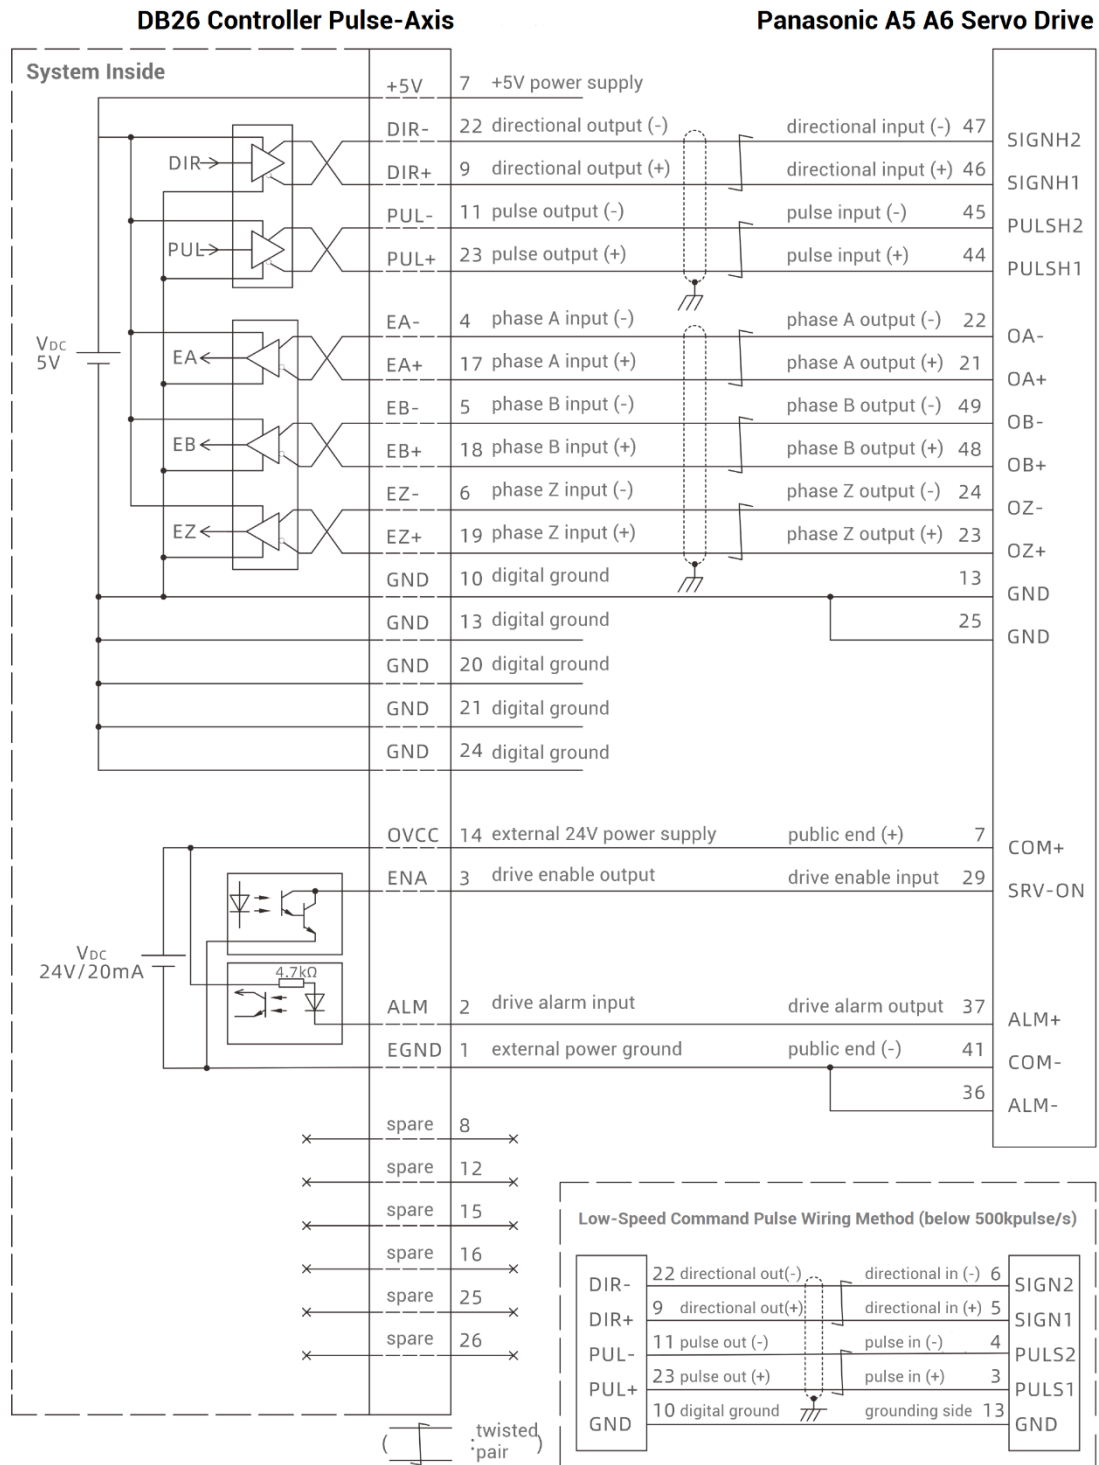 DB26 Controller Pulse-Axis
Panasonic A5 A6 Servo Drive
System Inside
+5V 7 +5V power supply
DIR- 22 directional output (-) directional input (-) 47 SIGNH2
DIR
DIR+ 9 directional output (+) directional input (+) 46 SIGNH1
PUL- 11 pulse output (-) pulse input (-) 45 PULSH2
PUL
PUL+ 23 pulse output (+) pulse input (+) 44 PULSH1
EA- 4 phase A input (-) phase A output (-) 22 OA-
VDC
5V
EA
EA+ 17 phase A input (+) phase A output (+) 21 OA+
EB- 5 phase B input (-) phase B output (-) 49 OB-
EB
EB+ 18 phase B input (+) phase B output (+) 48 OB+
EZ- 6 phase Z input (-) phase Z output (-) 24 OZ-
EZ
EZ+ 19 phase Z input (+) phase Z output (+) 23 OZ+
GND 10 digital ground 13 GND
GND 13 digital ground 25 GND
GND 20 digital ground
GND 21 digital ground
GND 24 digital ground
OVCC 14 external 24V power supply public end (+) 7 COM+
ENA 3 drive enable output drive enable input 29 SRV-ON
VDC
24V/20mA
4.7kΩ
ALM 2 drive alarm input drive alarm output 37 ALM+
EGND 1 external power ground public end (-) 41 COM-
36 ALM-
spare 8
spare 12
spare 15
spare 16
spare 25
spare 26
Low-Speed Command Pulse Wiring Method (below 500kpulse/s)
DIR- 22 directional out(-) directional in (-) 6 SIGN2
DIR+ 9 directional out(+) directional in (+) 5 SIGN1
PUL- 11 pulse out (-) pulse in (-) 4 PULS2
PUL+ 23 pulse out (+) pulse in (+) 3 PULS1
GND 10 digital ground grounding side 13 GND
( : twisted
pair )